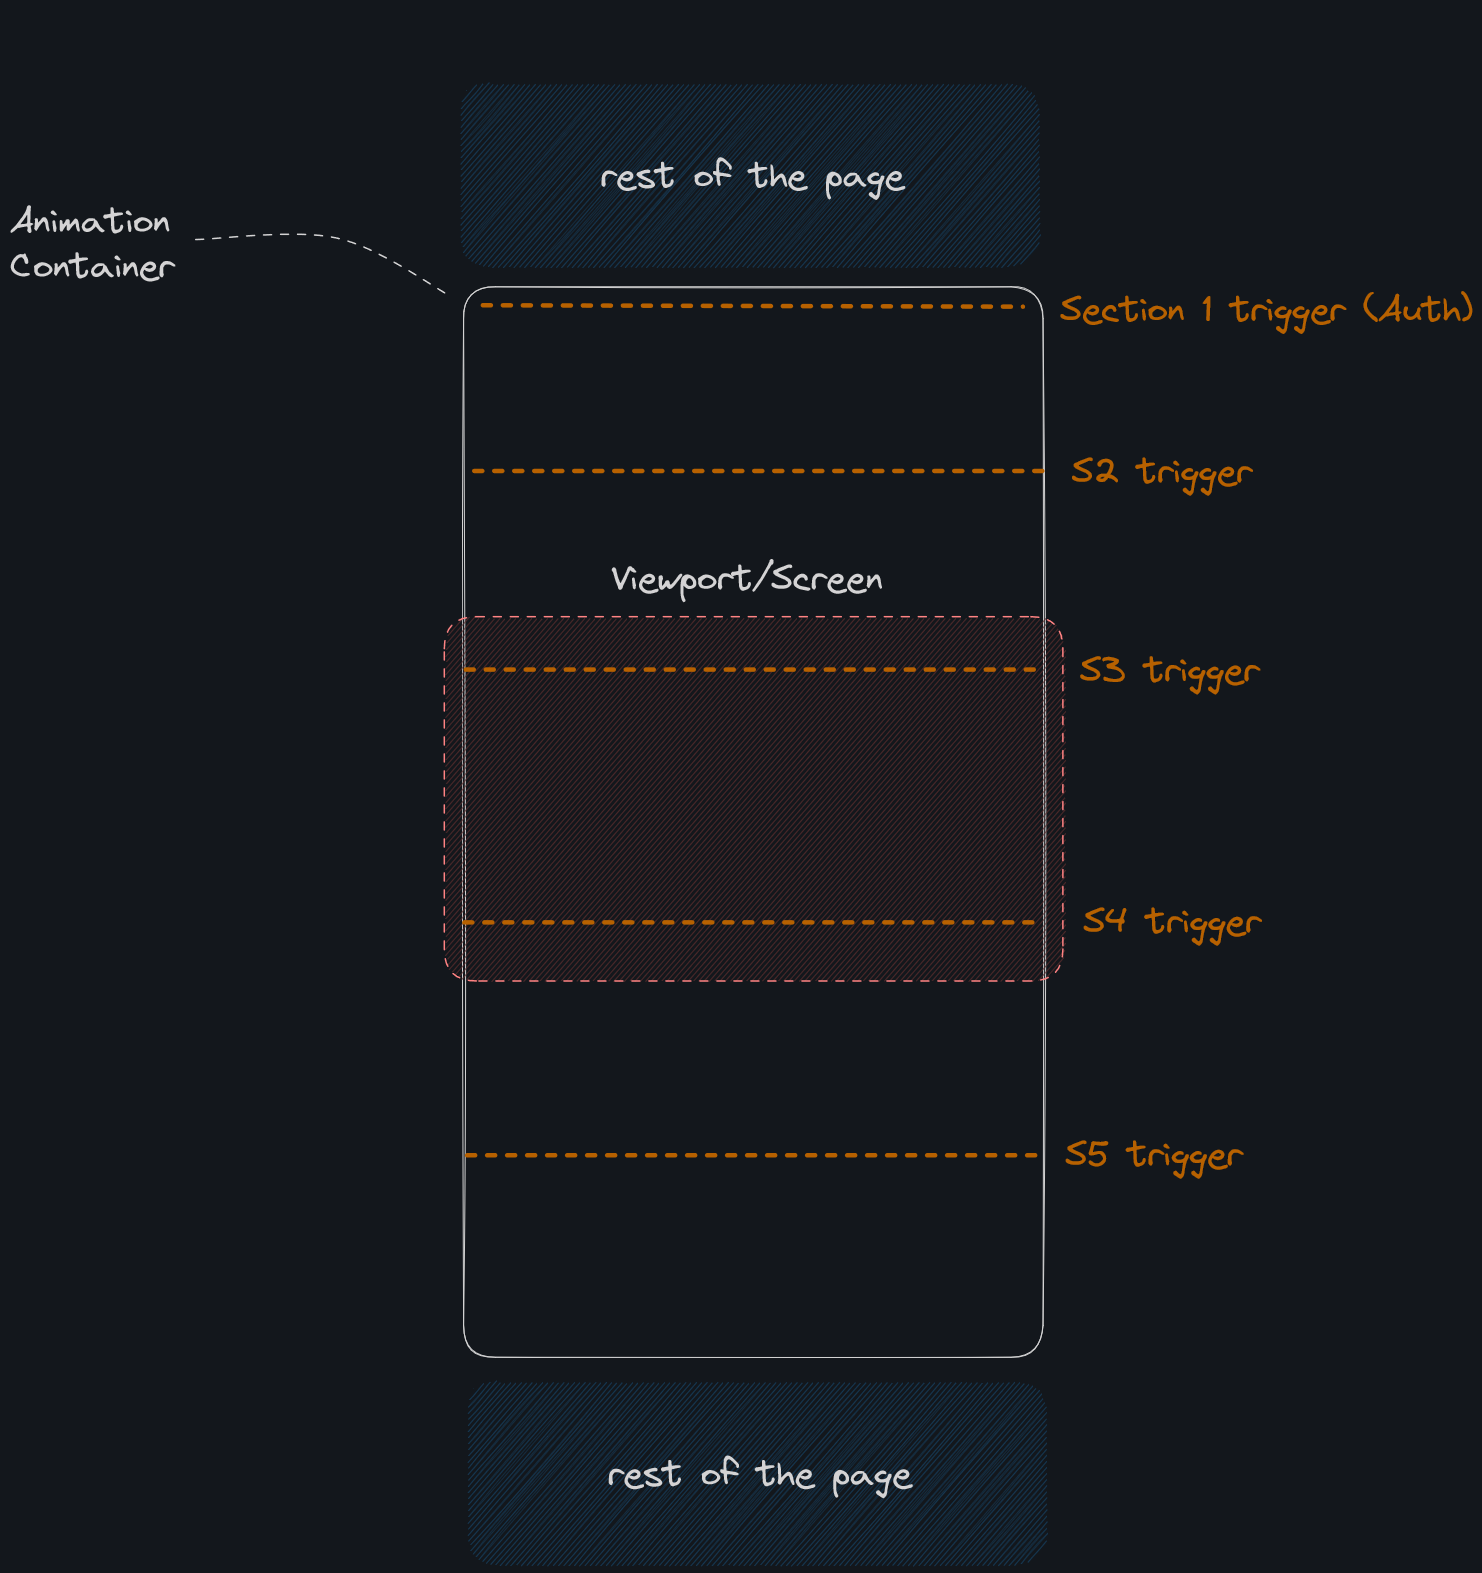 rest of the page
Animation
Container
Section 1 trigger (Auth)
S2 trigger
Viewport/Screen
S3 trigger
S4 trigger
S5 trigger
rest of the page